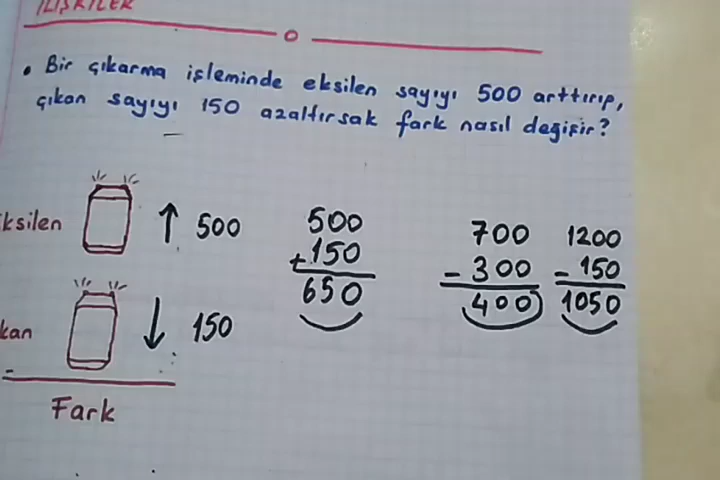 İLİŞKİLER
• Bir çıkarma işleminde eksilen sayıyı 500 arttırıp,
çıkan sayıyı 150 azaltırsak fark nasıl değişir?
ksilen ↑ 500
kan ↓ 150
-
Fark
500
+150
650
700
- 300
400
1200
- 150
1050